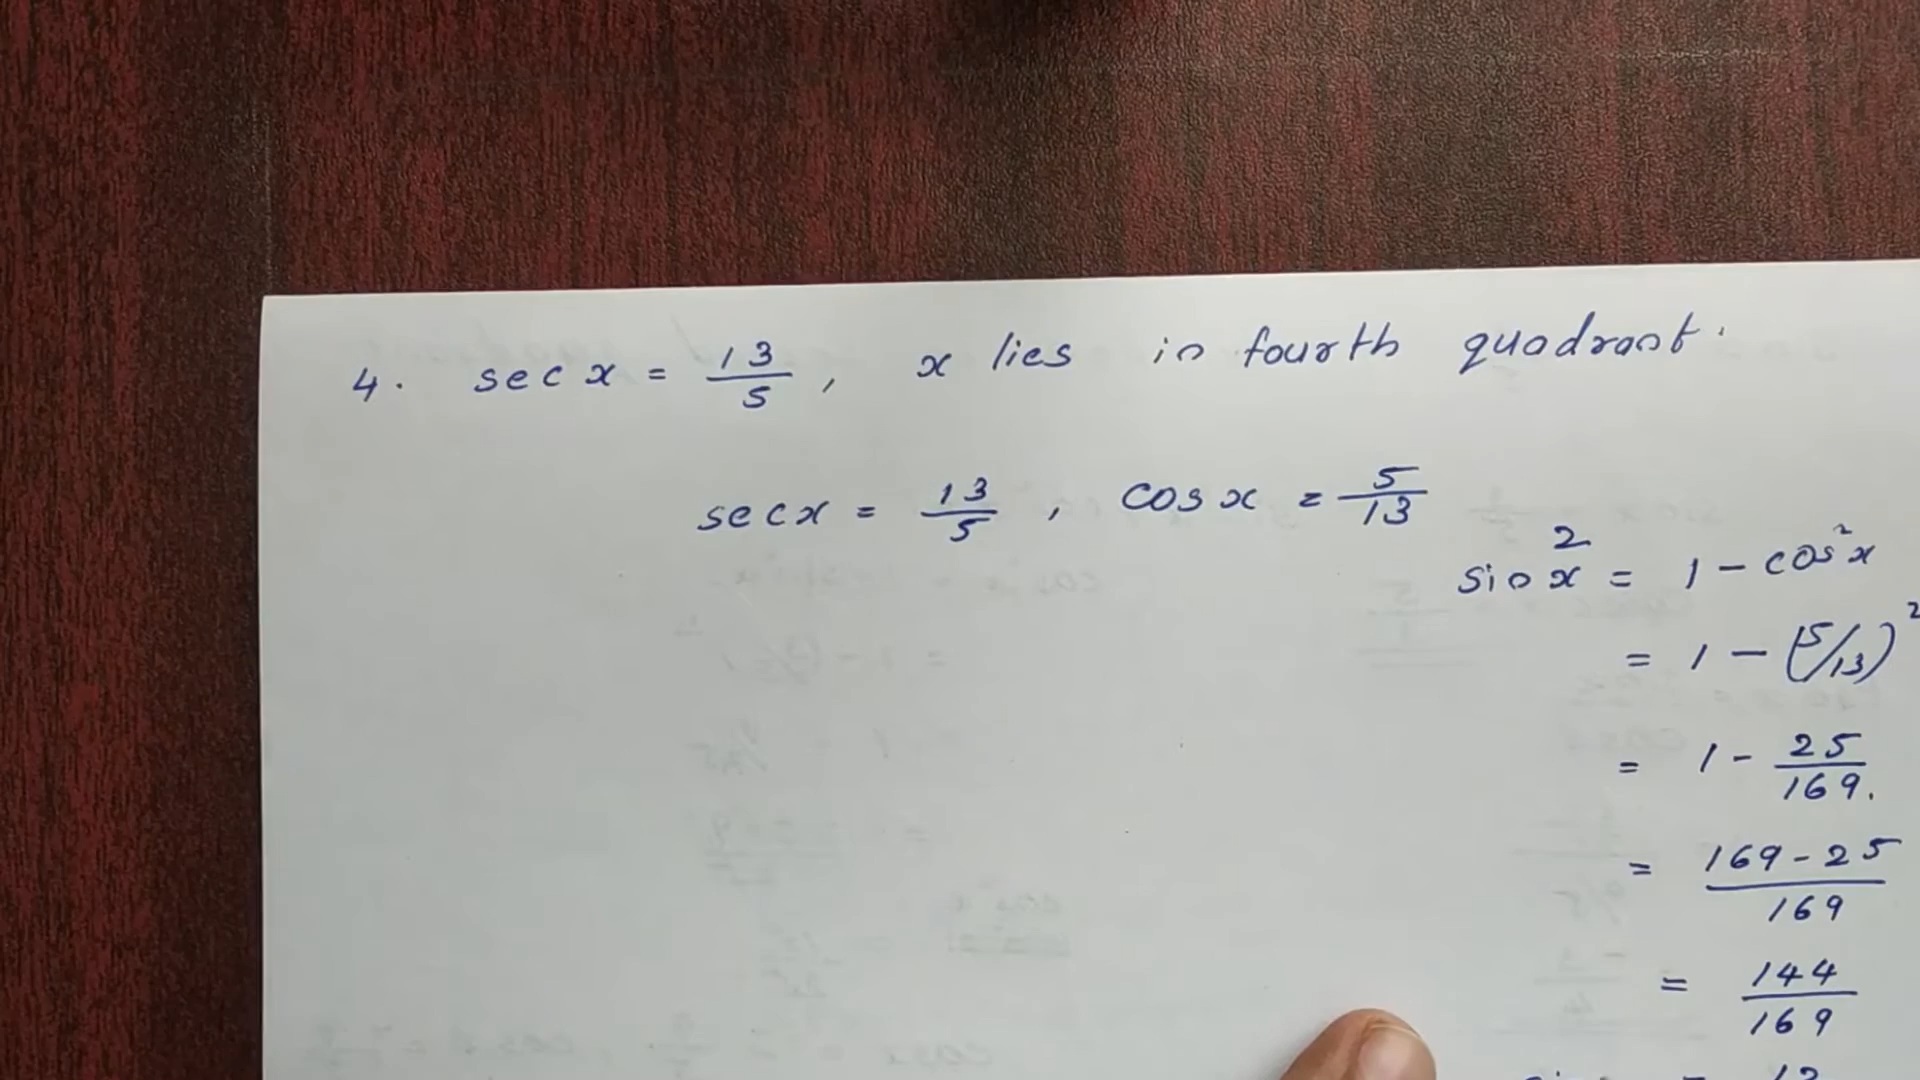 4. sec x = 13/5, x lies in fourth quadrant.
sec x = 13/5, cos x = 5/13
sin²x = 1 - cos²x
= 1 - (5/13)²
= 1 - 25/169.
= 169-25/169
= 144/169